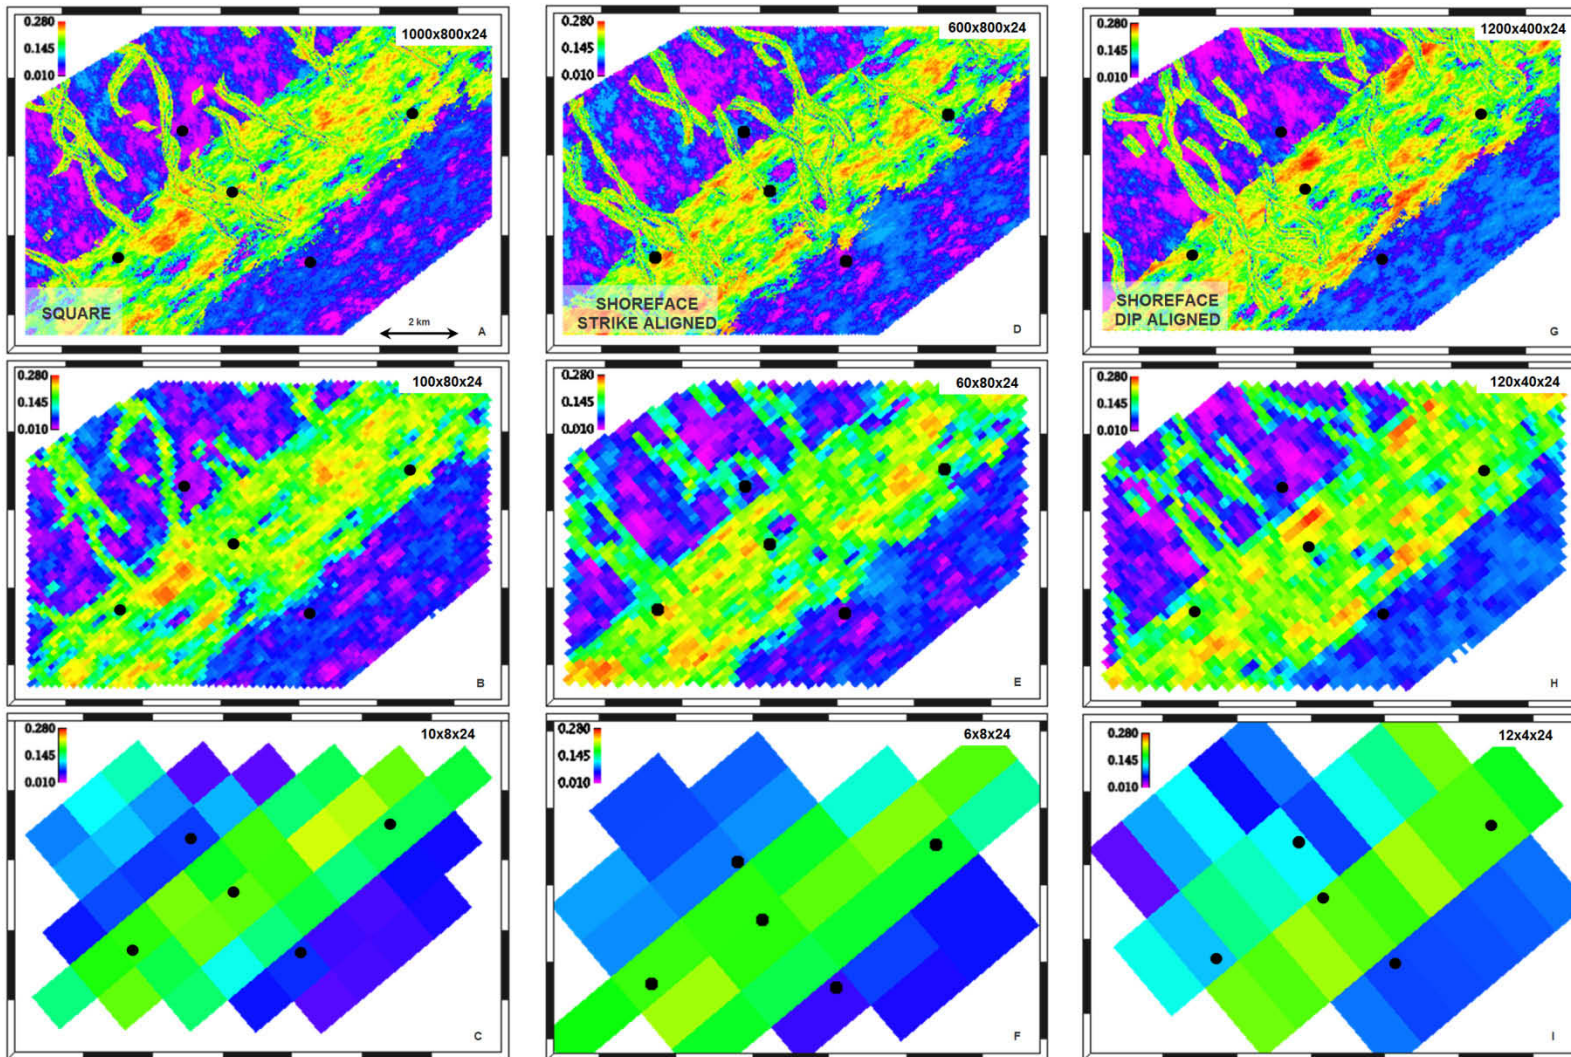 0.280
0.145
0.010
1000x800x24
SQUARE
2 km
A
0.280
0.145
0.010
600x800x24
SHOREFACE
STRIKE ALIGNED
D
0.280
0.145
0.010
1200x400x24
SHOREFACE
DIP ALIGNED
G
0.280
0.145
0.010
100x80x24
B
0.280
0.145
0.010
60x80x24
E
0.280
0.145
0.010
120x40x24
H
0.280
0.145
0.010
10x8x24
C
0.280
0.145
0.010
6x8x24
F
0.280
0.145
0.010
12x4x24
I